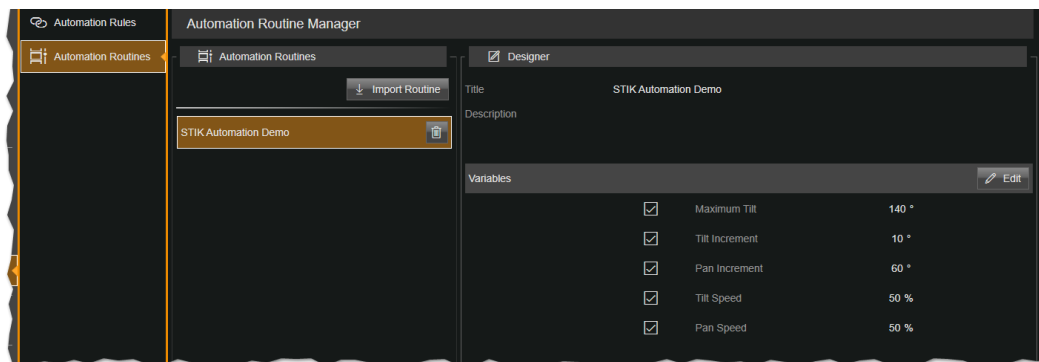 Automation Rules
Automation Routines
Automation Routine Manager
Automation Routines
Import Routine
STIK Automation Demo
Designer
Title STIK Automation Demo
Description
Variables Edit
Maximum Tilt 140 °
Tilt Increment 10 °
Pan Increment 60 °
Tilt Speed 50 %
Pan Speed 50 %